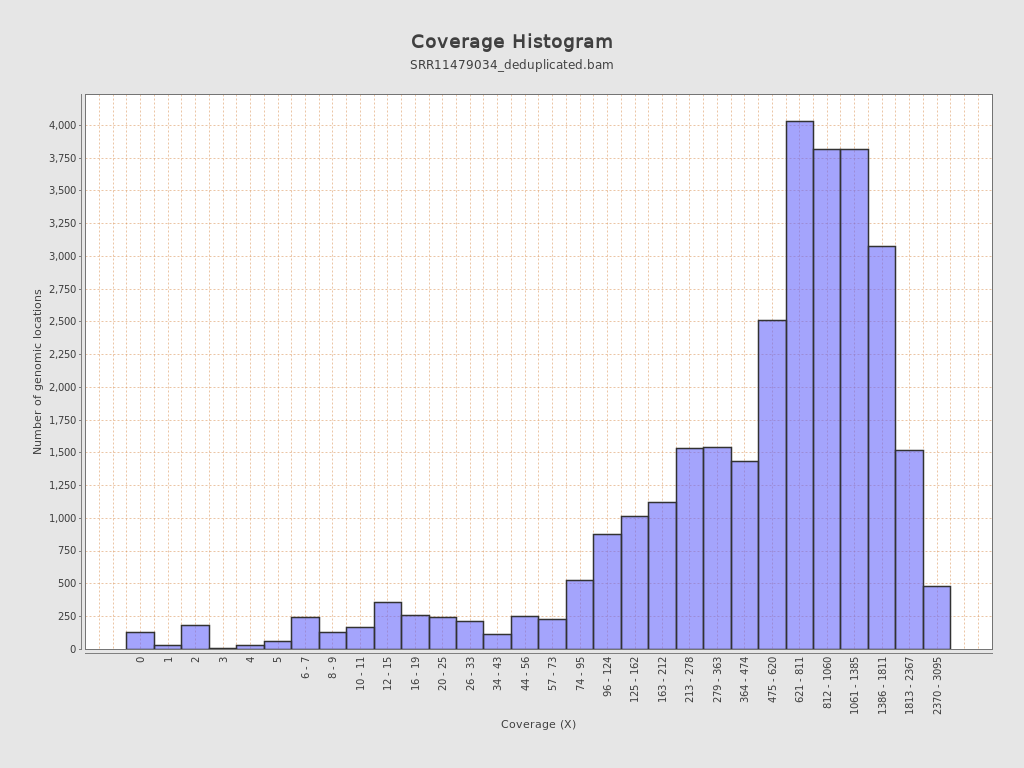 Coverage Histogram
SRR11479034_deduplicated.bam
Number of genomic locations
4,000
3,750
3,500
3,250
3,000
2,750
2,500
2,250
2,000
1,750
1,500
1,250
1,000
750
500
250
0
0
1
2
3
4
5
6 - 7
8 - 9
10 - 11
12 - 15
16 - 19
20 - 25
26 - 33
34 - 43
44 - 56
57 - 73
74 - 95
96 - 124
125 - 162
163 - 212
213 - 278
279 - 363
364 - 474
475 - 620
621 - 811
812 - 1060
1061 - 1385
1386 - 1811
1813 - 2367
2370 - 3095
Coverage (X)